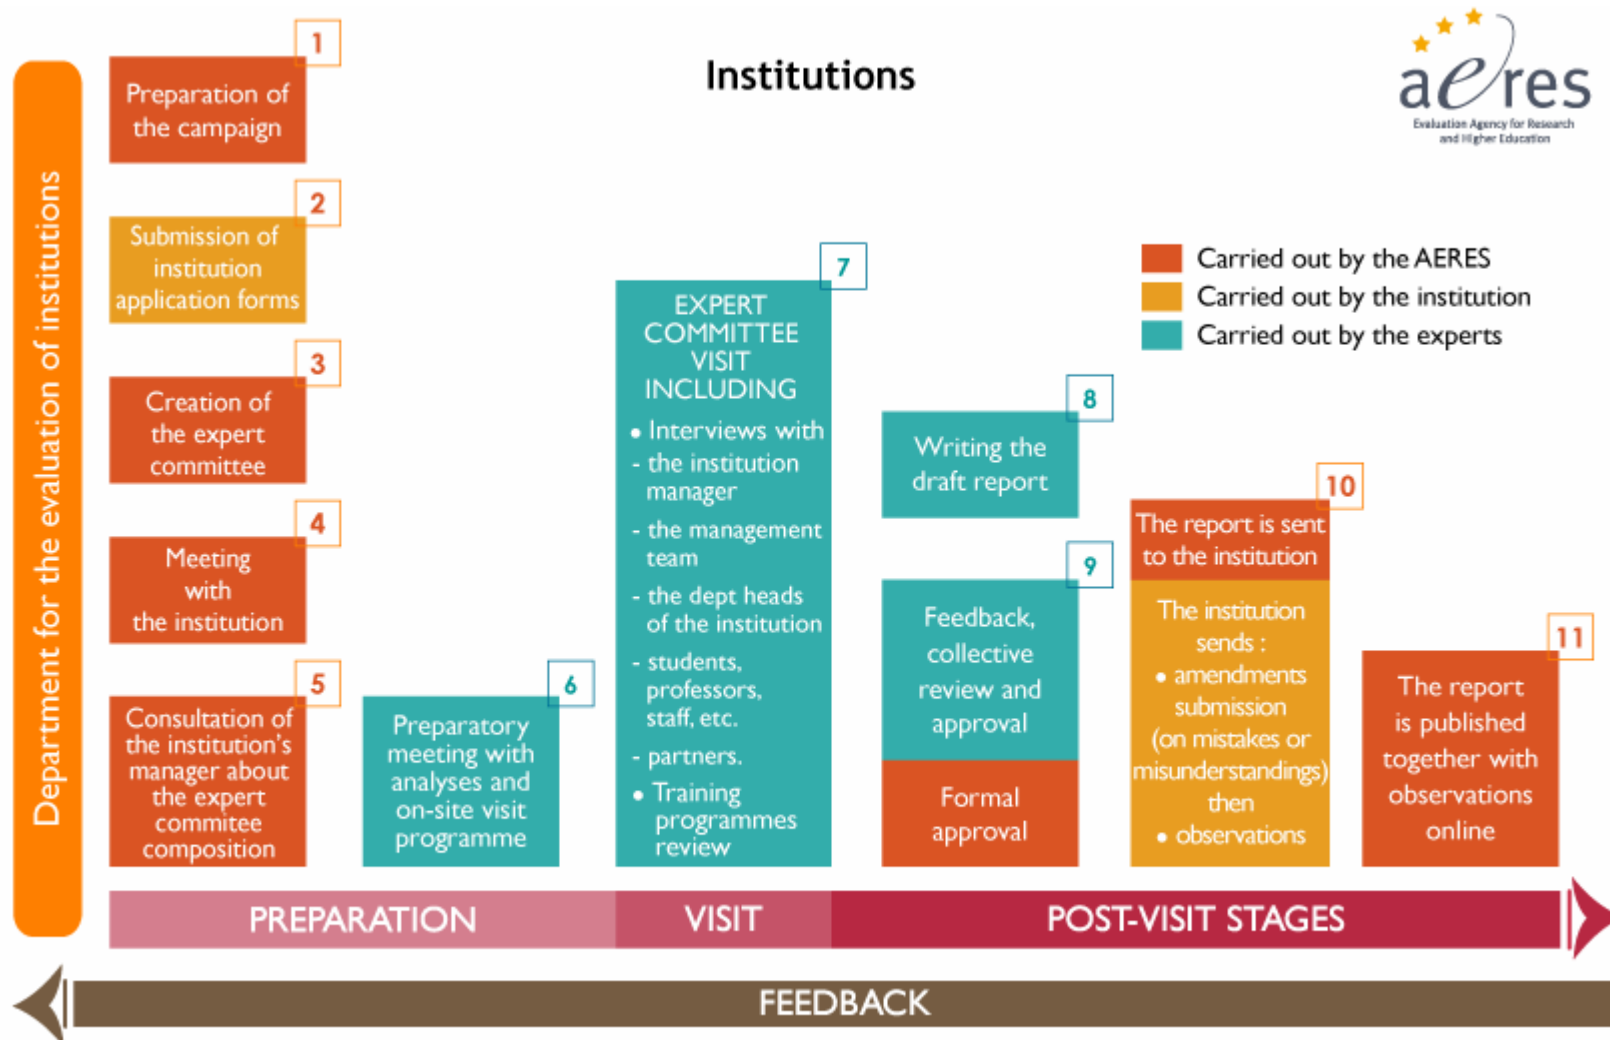 Institutions
aeres
Evaluation Agency for Research
and Higher Education
Department for the evaluation of institutions
1
Preparation of
the campaign
2
Submission of
institution
application forms
3
Creation of
the expert
committee
4
Meeting
with
the institution
5
Consultation of
the institution's
manager about
the expert
commitee
composition
6
Preparatory
meeting with
analyses and
on-site visit
programme
7
EXPERT
COMMITTEE
VISIT
INCLUDING
• Interviews with
- the institution
manager
- the management
team
- the dept heads
of the institution
- students,
professors,
staff, etc.
- partners.
• Training
programmes
review
Carried out by the AERES
Carried out by the institution
Carried out by the experts
8
Writing the
draft report
9
Feedback,
collective
review and
approval
Formal
approval
10
The report is sent
to the institution
The institution
sends :
• amendments
submission
(on mistakes or
misunderstandings)
then
• observations
11
The report
is published
together with
observations
online
PREPARATION
VISIT
POST-VISIT STAGES
FEEDBACK